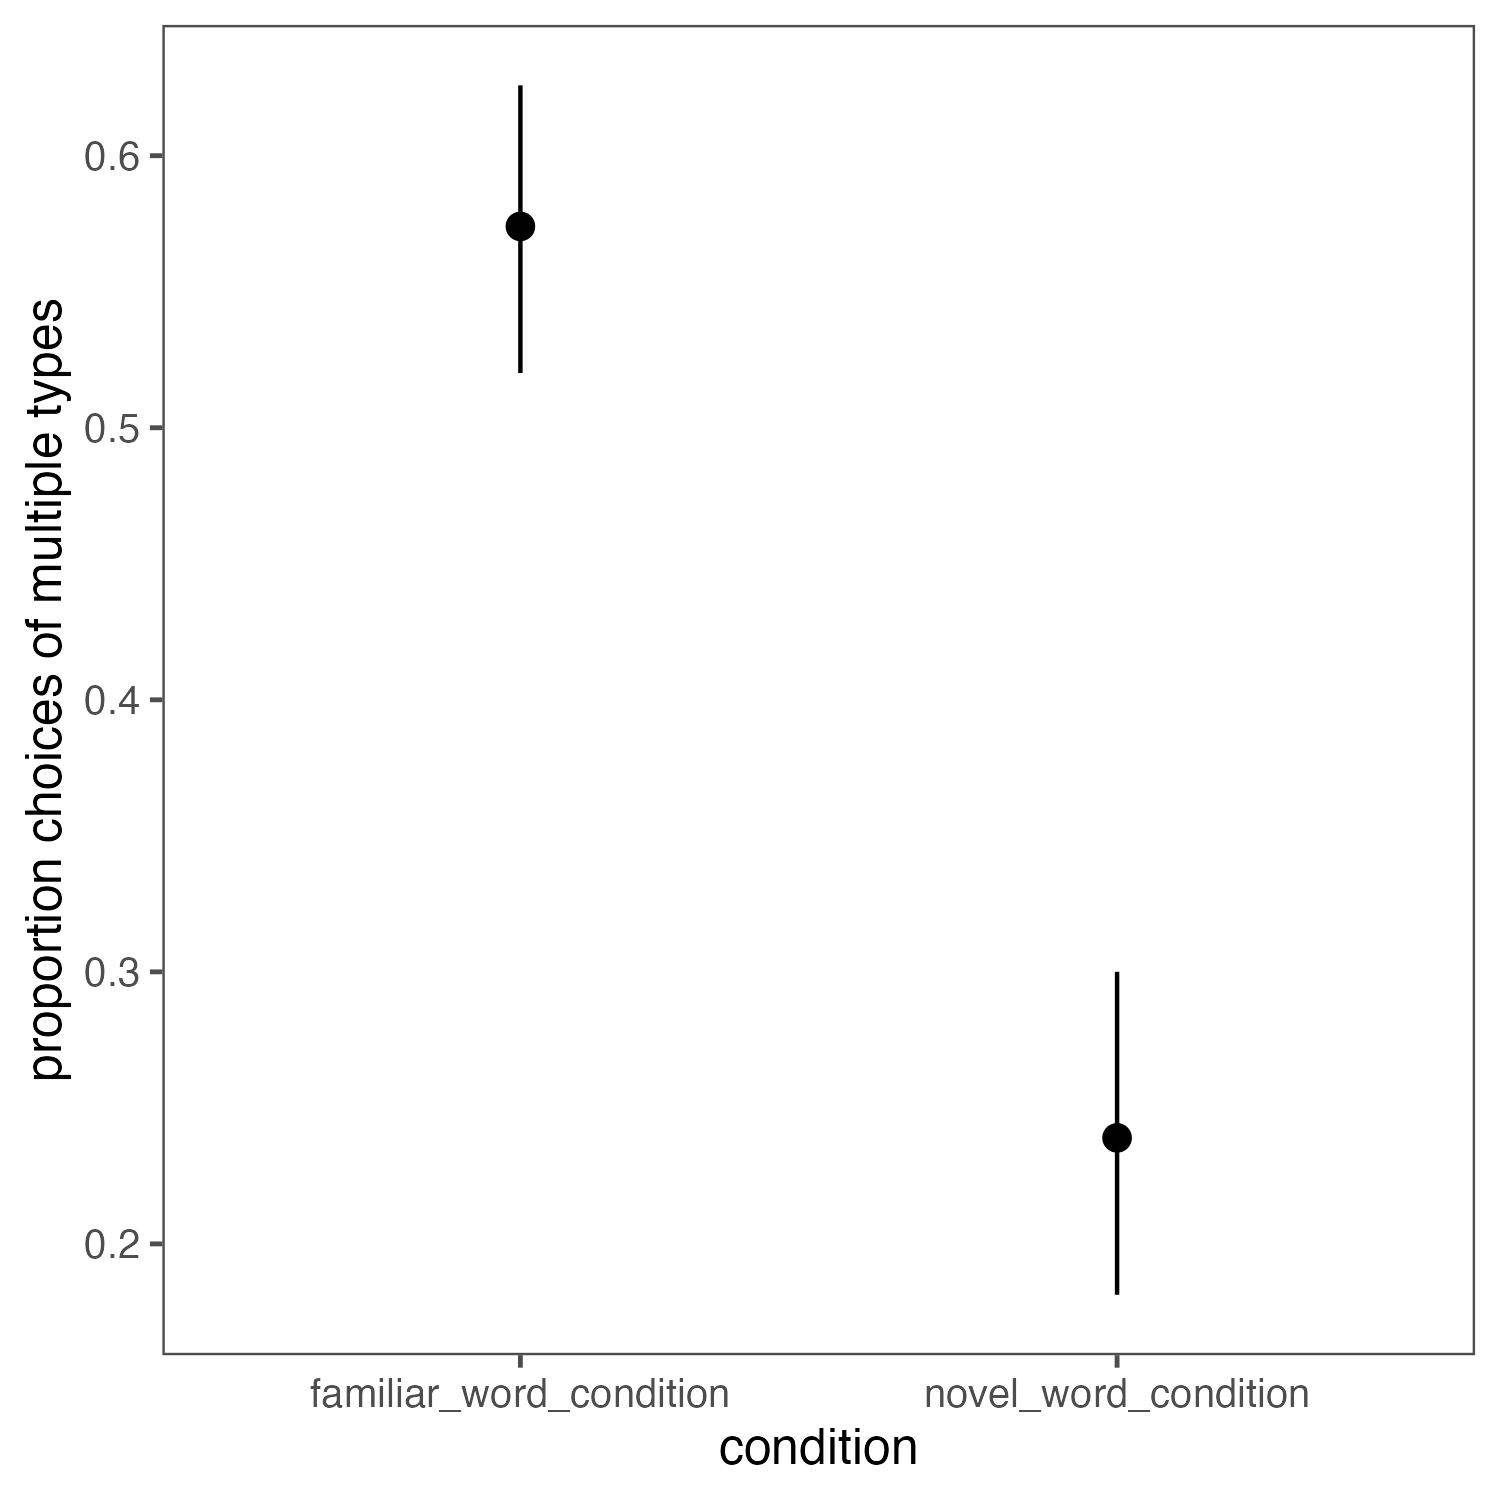 proportion choices of multiple types
0.6
0.5
0.4
0.3
0.2
familiar_word_condition
novel_word_condition
condition